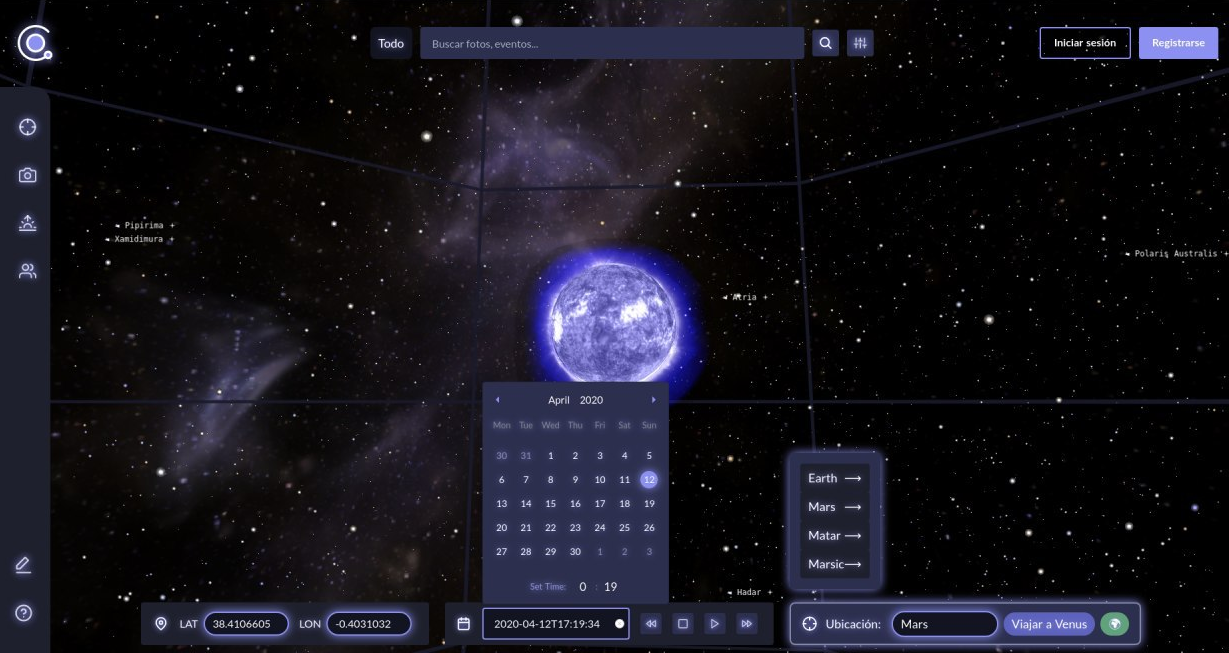 Todo
Buscar fotos, eventos...
Iniciar sesión
Registrarse
Pipirima
Xamidimura
Polaris Australis
Atria
April 2020
Mon Tue Wed Thu Fri Sat Sun
30 31 1 2 3 4 5
6 7 8 9 10 11 12
13 14 15 16 17 18 19
20 21 22 23 24 25 26
27 28 29 30 1 2 3
Set Time: 0 : 19
Earth ⟶
Mars ⟶
Matar ⟶
Marsic⟶
Hadar
LAT 38.4106605 LON -0.4031032
2020-04-12T17:19:34
Ubicación: Mars Viajar a Venus